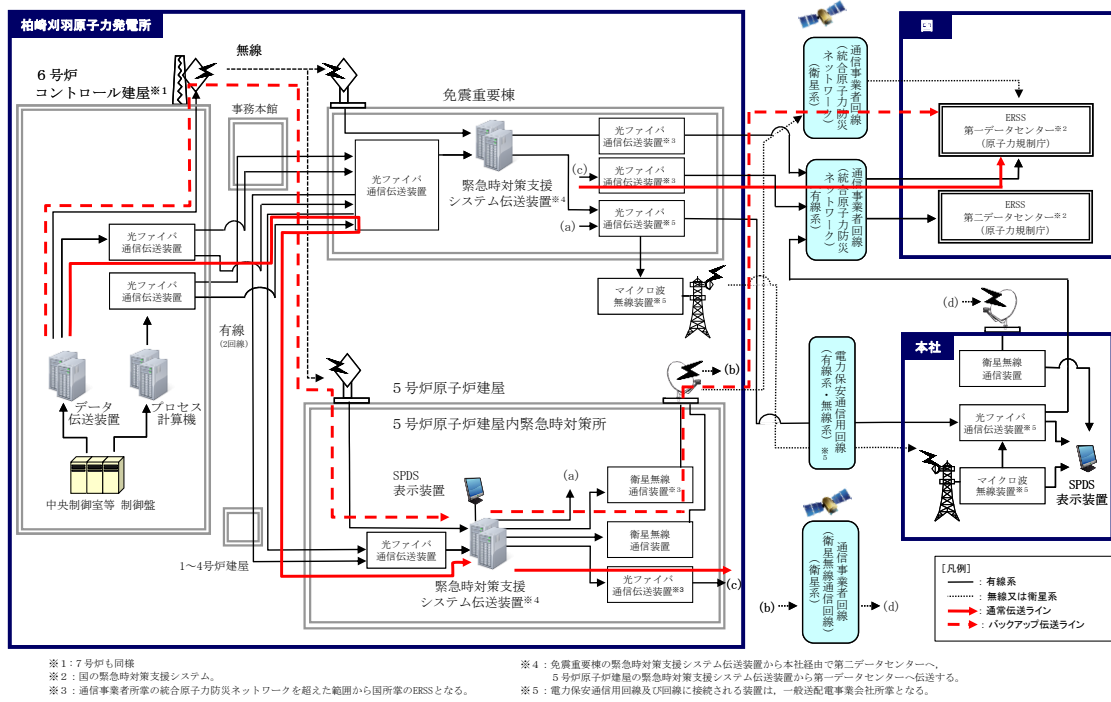 柏崎刈羽原子力発電所
6号炉
コントロール建屋※1
無線
事務本館
免震重要棟
光ファイバ
通信伝送装置
光ファイバ
通信伝送装置
光ファイバ
通信伝送装置
緊急時対策支援
システム伝送装置※4
光ファイバ
通信伝送装置※3
(c)
光ファイバ
通信伝送装置※3
(a)
光ファイバ
通信伝送装置※5
マイクロ波
無線装置※5
有線
(2回線)
データ
伝送装置
プロセス
計算機
中央制御室等 制御盤
1～4号炉建屋
5号炉原子炉建屋
(b)
5号炉原子炉建屋内緊急時対策所
SPDS
表示装置
(a)
衛星無線
通信装置※3
衛星無線
通信装置
光ファイバ
通信伝送装置
緊急時対策支援
システム伝送装置※4
光ファイバ
通信伝送装置※3
(c)
通信事業者回線
（統合原子力防災
ネットワーク）
（衛星系）
通信事業者回線
（統合原子力防災
ネットワーク）
有線系）
電力保安通信用回線
（有線系・無線系）
※5
通信事業者回線
（衛星無線通信回線）
（衛星系）
(b)
(d)
国
ERSS
第一データセンター※2
(原子力規制庁)
ERSS
第二データセンター※2
(原子力規制庁)
(d)
本社
衛星無線
通信装置
光ファイバ
通信伝送装置※5
マイクロ波
無線装置※5
SPDS
表示装置
[凡例]
：有線系
：無線又は衛星系
：通常伝送ライン
：バックアップ伝送ライン
※1：7号炉も同様
※2：国の緊急時対策支援システム。
※3：通信事業者所掌の統合原子力防災ネットワークを超えた範囲から国所掌のERSSとなる。
※4：免震重要棟の緊急時対策支援システム伝送装置から本社経由で第二データセンターへ、
5号炉原子炉建屋の緊急時対策支援システム伝送装置から第一データセンターへ伝送する。
※5：電力保安通信用回線及び回線に接続される装置は、一般送配電事業会社所掌となる。